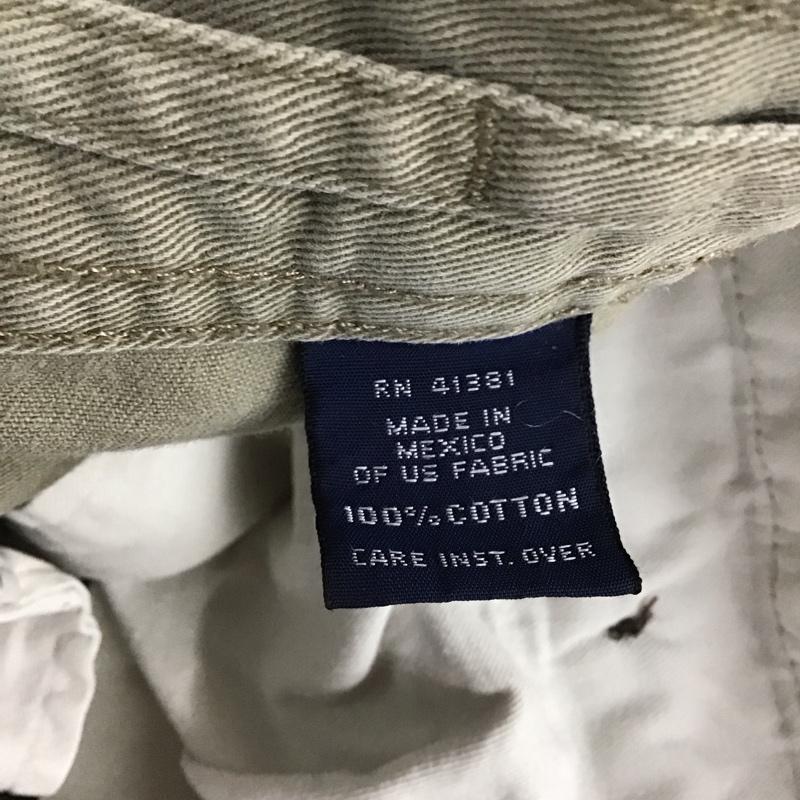 RN 41381
MADE IN
MEXICO
OF US FABRIC
100% COTTON
CARE INST. OVER